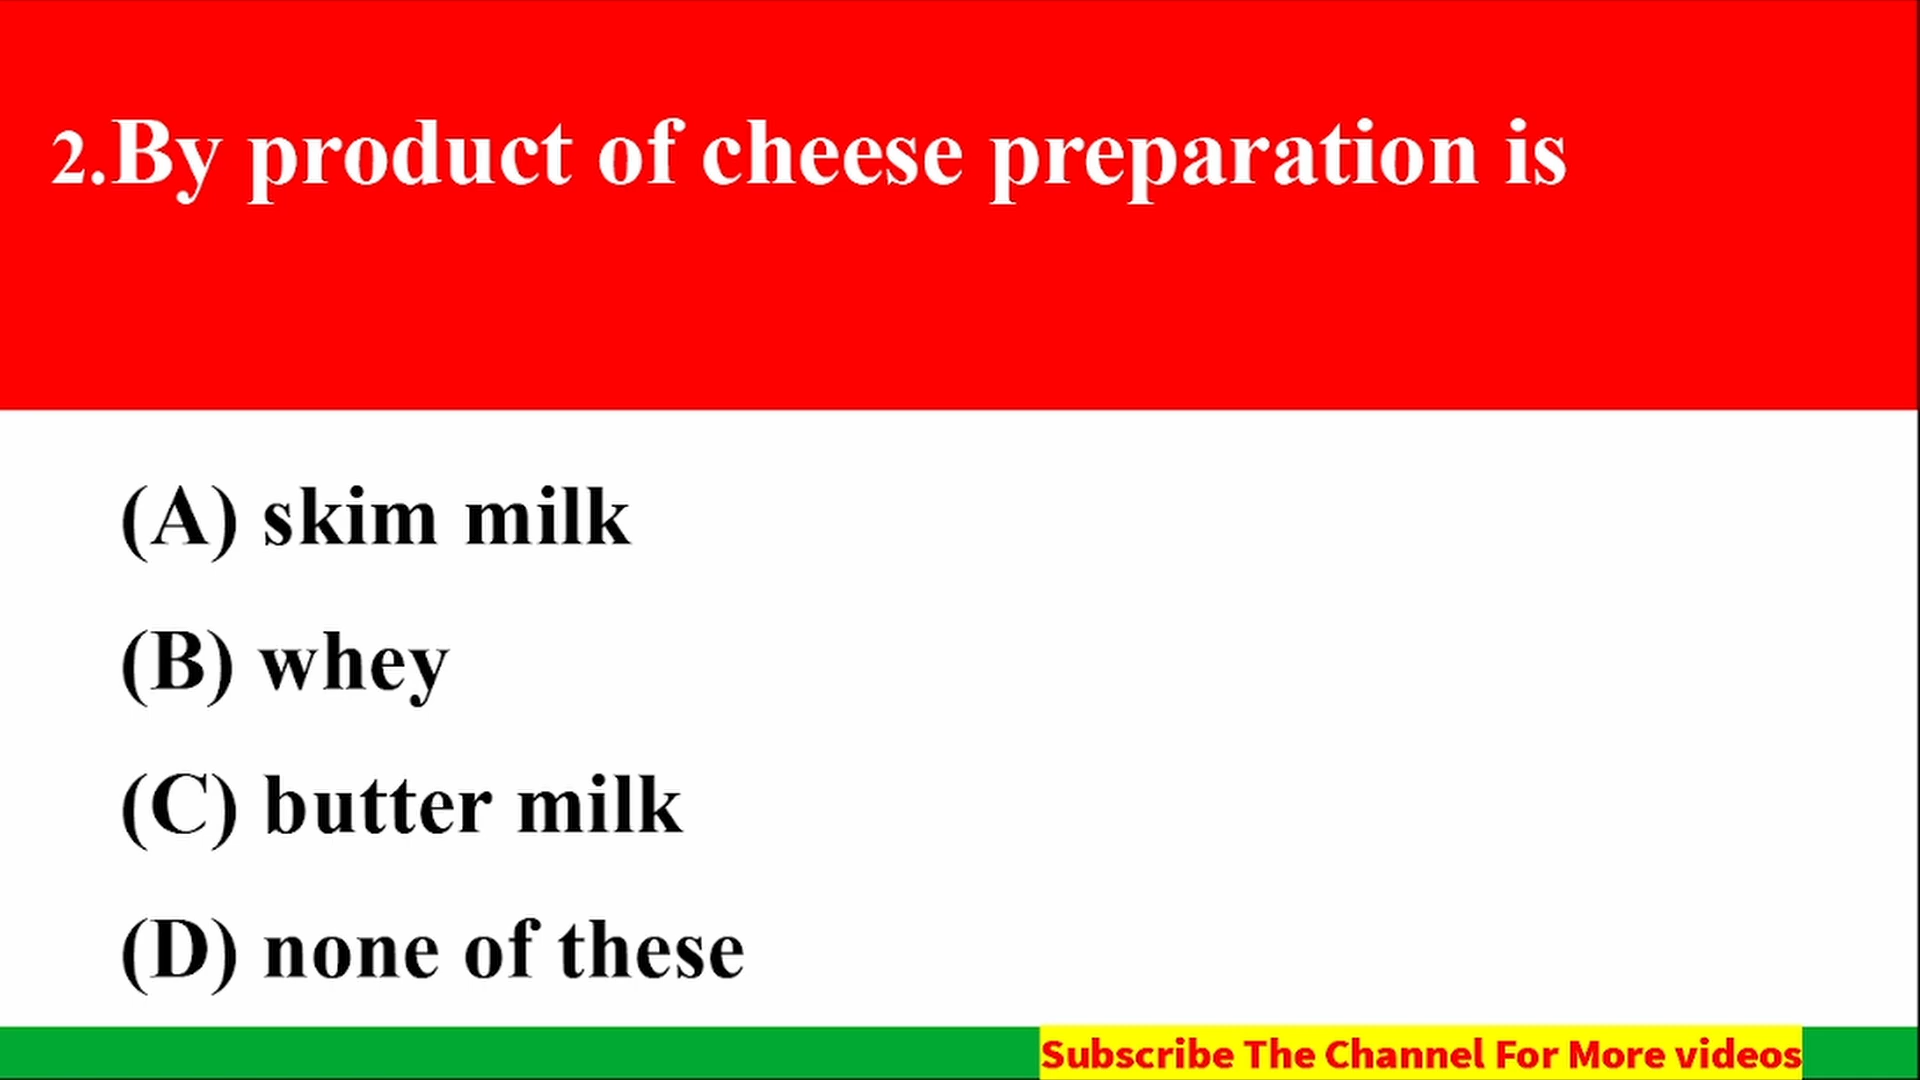 2.By product of cheese preparation is
(A) skim milk
(B) whey
(C) butter milk
(D) none of these
Subscribe The Channel For More videos